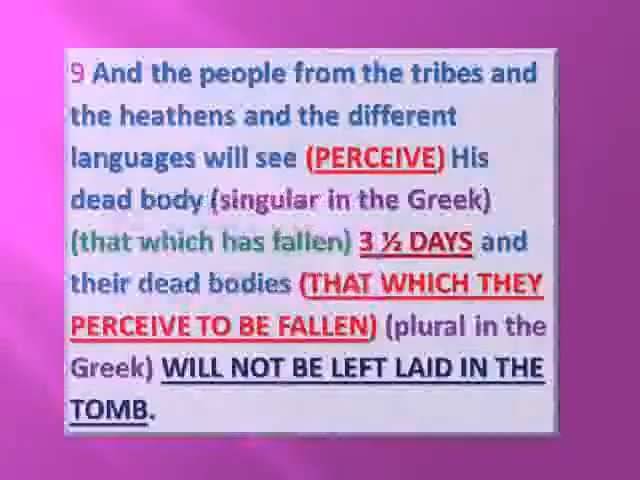 9 And the people from the tribes and
the heathens and the different
languages will see (PERCEIVE) His
dead body (singular in the Greek)
(that which has fallen) 3 ½ DAYS and
their dead bodies (THAT WHICH THEY
PERCEIVE TO BE FALLEN) (plural in the
Greek) WILL NOT BE LEFT LAID IN THE
TOMB.